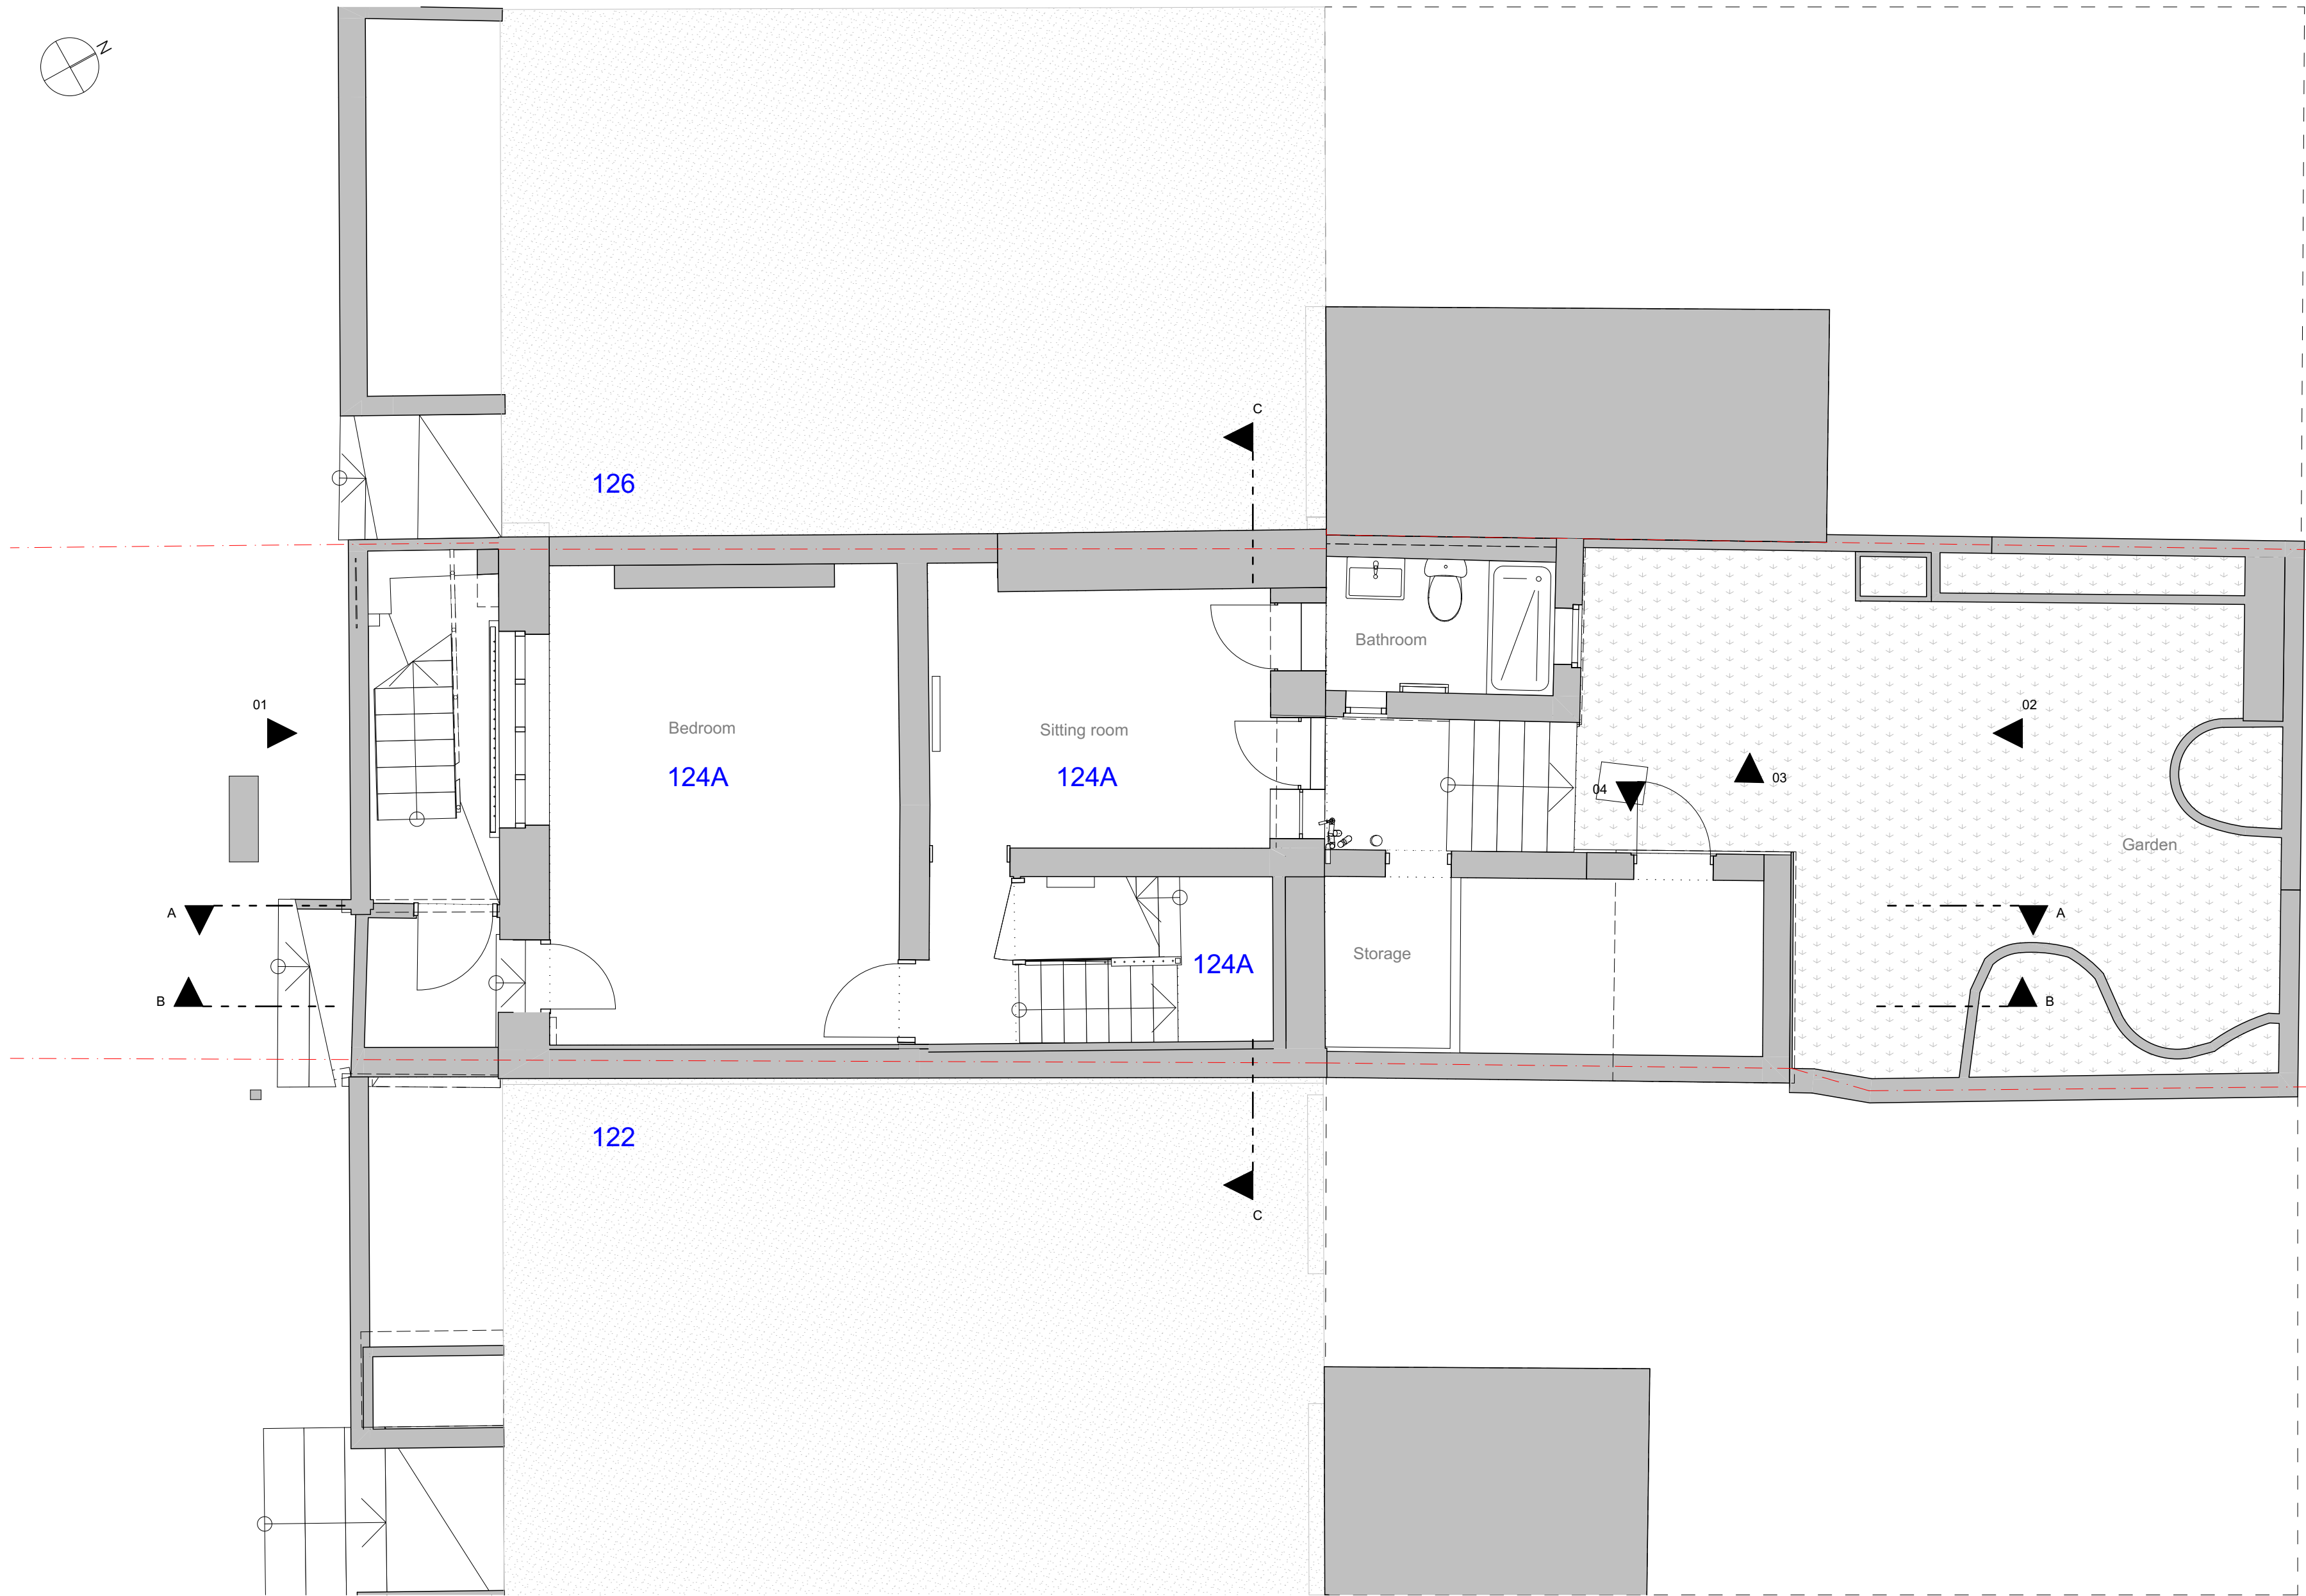 N
C
126
01
Bedroom
124A
Sitting room
124A
Bathroom
02
03
04
Garden
A
B
124A
Storage
A
B
122
C